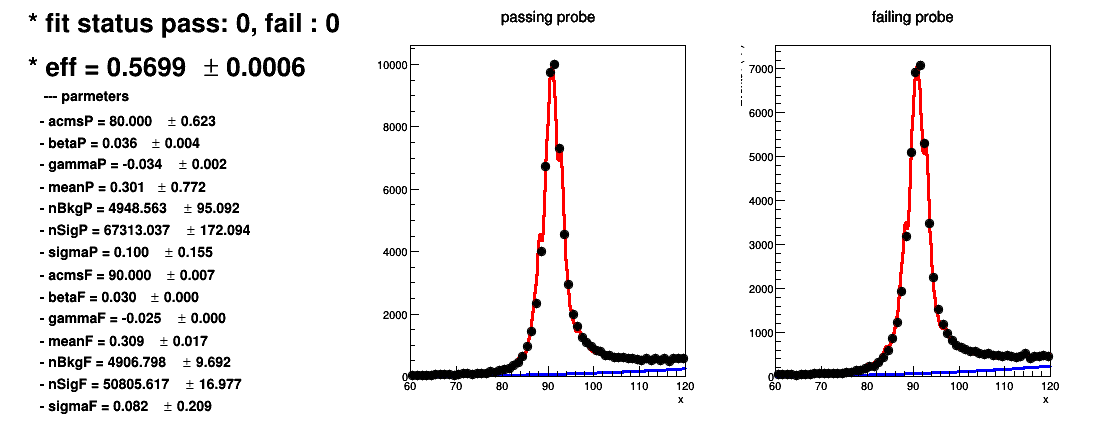 * fit status pass: 0, fail : 0
* eff = 0.5699 ± 0.0006
--- parmeters
- acmsP = 80.000 ± 0.623
- betaP = 0.036 ± 0.004
- gammaP = -0.034 ± 0.002
- meanP = 0.301 ± 0.772
- nBkgP = 4948.563 ± 95.092
- nSigP = 67313.037 ± 172.094
- sigmaP = 0.100 ± 0.155
- acmsF = 90.000 ± 0.007
- betaF = 0.030 ± 0.000
- gammaF = -0.025 ± 0.000
- meanF = 0.309 ± 0.017
- nBkgF = 4906.798 ± 9.692
- nSigF = 50805.617 ± 16.977
- sigmaF = 0.082 ± 0.209
passing probe
10000
8000
6000
4000
2000
0
60 70 80 90 100 110 120
x
failing probe
7000
6000
5000
4000
3000
2000
1000
0
60 70 80 90 100 110 120
x